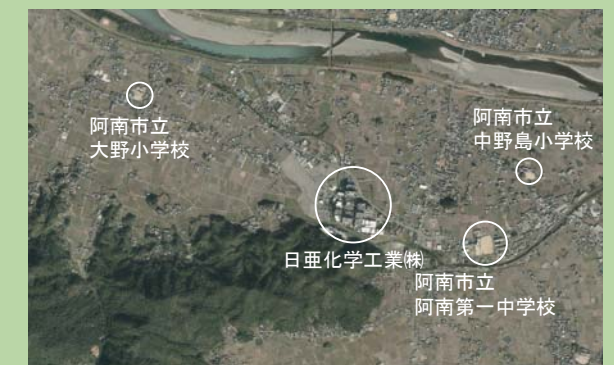 阿南市立
大野小学校
阿南市立
中野島小学校
日亜化学工業㈱
阿南市立
阿南第一中学校